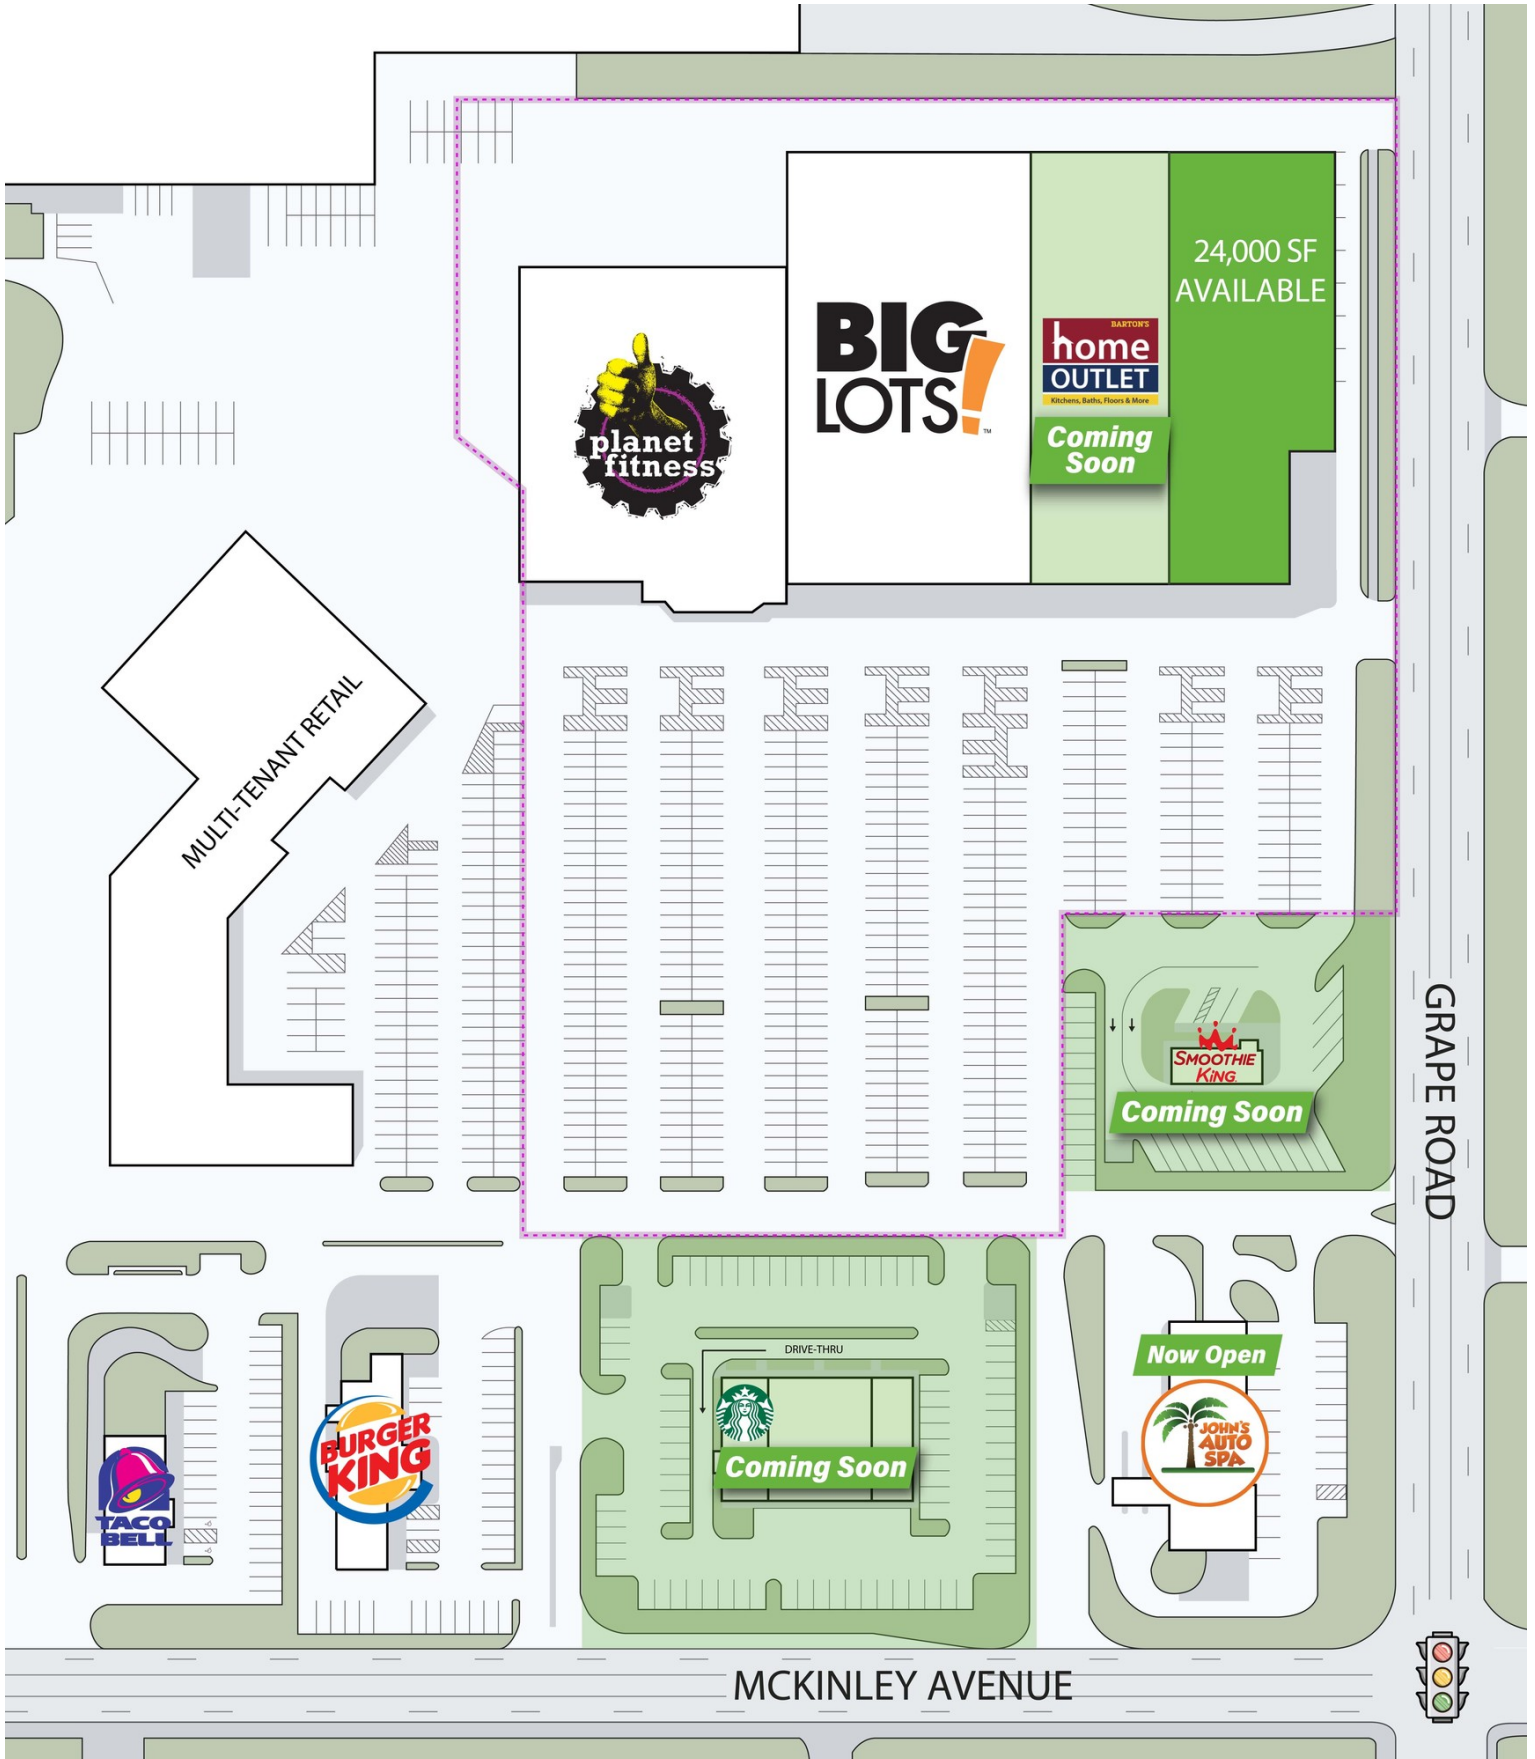 24,000 SF
AVAILABLE
BARTON'S
home
OUTLET
Kitchens, Baths, Floors & More
Coming
Soon
BIG
LOTS!
TM
planet
fitness
MULTI-TENANT RETAIL
SMOOTHIE
KING
Coming Soon
GRAPE ROAD
DRIVE-THRU
Coming Soon
Now Open
JOHN'S
AUTO
SPA
BURGER
KING
TACO
BELL
MCKINLEY AVENUE